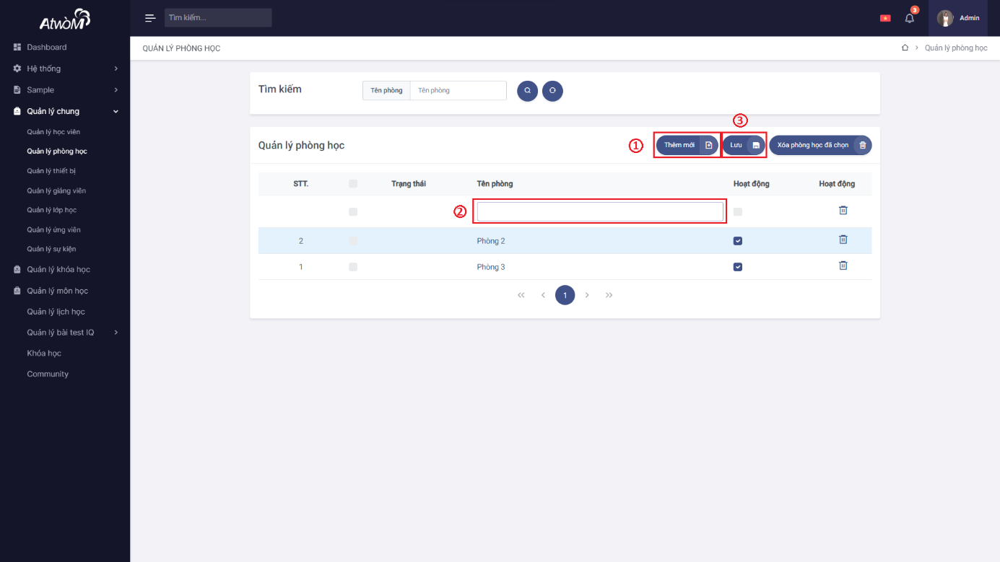 ATWOM
Tìm kiếm...
3
Admin
Dashboard
Hệ thống
Sample
Quản lý chung
Quản lý học viên
Quản lý phòng học
Quản lý thiết bị
Quản lý giảng viên
Quản lý lớp học
Quản lý ứng viên
Quản lý sự kiện
Quản lý khóa học
Quản lý môn học
Quản lý lịch học
Quản lý bài test IQ
Khóa học
Community
QUẢN LÝ PHÒNG HỌC
Quản lý phòng học
Tìm kiếm
Tên phòng
Tên phòng
3
Quản lý phòng học
1
Thêm mới
Lưu
Xóa phòng học đã chọn
STT. Trạng thái Tên phòng Hoạt động Hoạt động
2
2 Phòng 2
1 Phòng 3
1